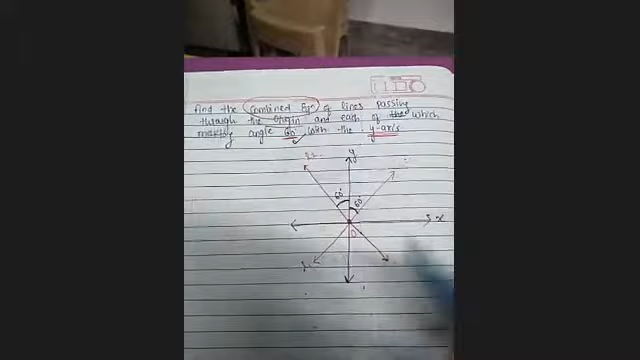 find the combined Eqn of lines passing
through the origin and each of which
making angle 60° with the y-axis
y
60°
60°
x
O